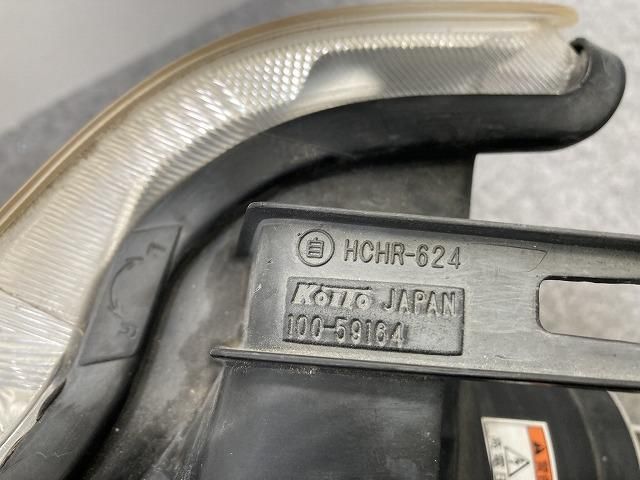 自 HCHR-624
KOITO JAPAN
100-59164
L
R